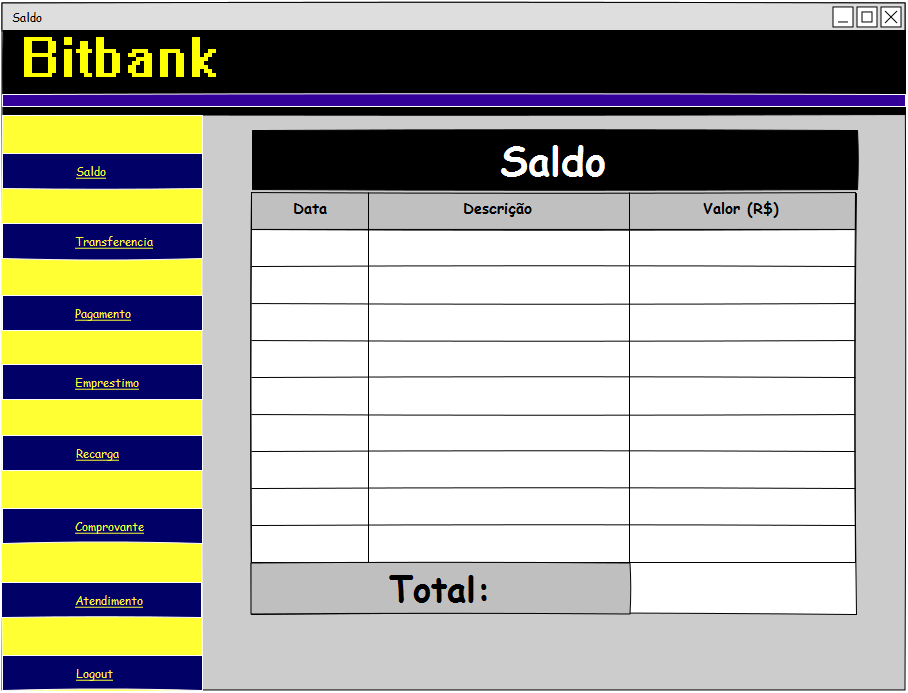 Saldo
Bitbank
Saldo
Transferencia
Pagamento
Emprestimo
Recarga
Comprovante
Atendimento
Logout
Saldo
Data Descrição Valor (R$)
Total: